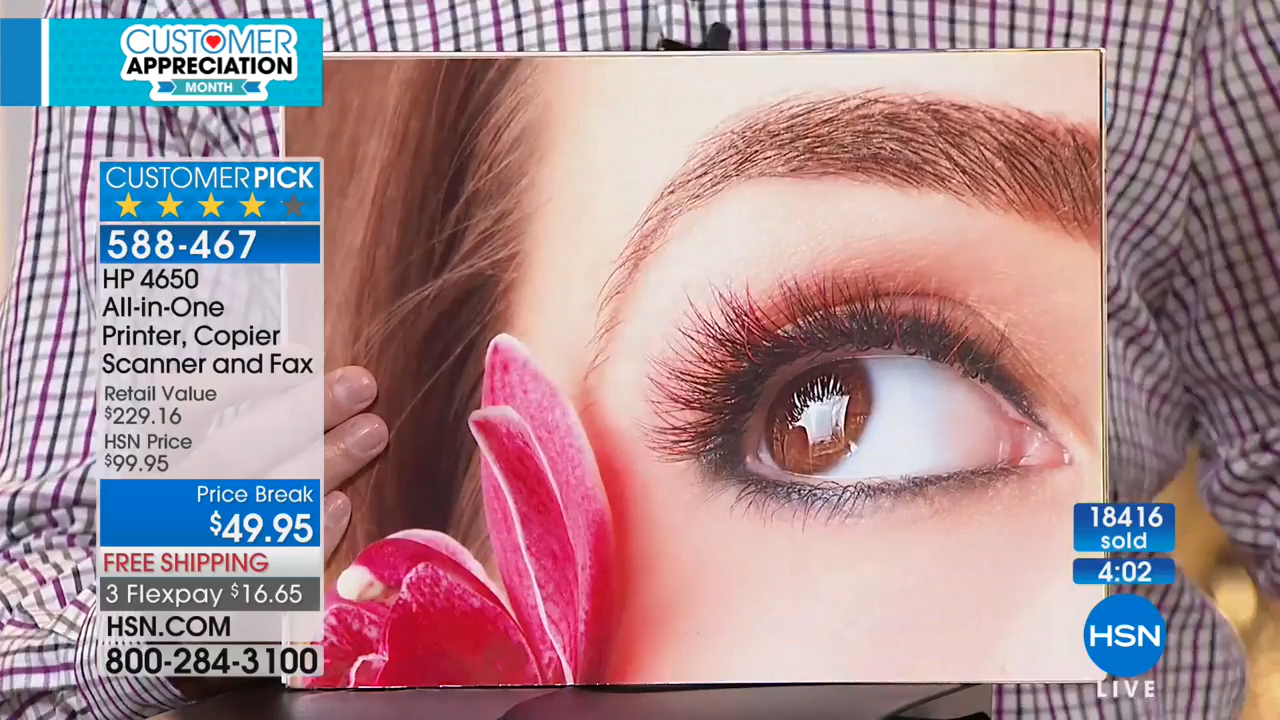 CUSTOMER
APPRECIATION
MONTH
CUSTOMER PICK
588-467
HP 4650
All-in-One
Printer, Copier
Scanner and Fax
Retail Value
$229.16
HSN Price
$99.95
Price Break
$49.95
FREE SHIPPING
3 Flexpay $16.65
HSN.COM
800-284-3100
18416
sold
4:02
HSN
LIVE